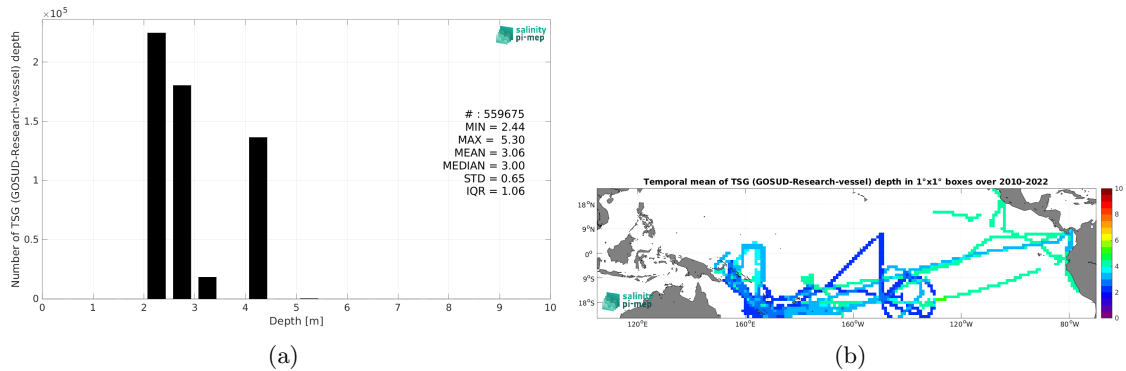 ×10⁵
Number of TSG (GOSUD-Research-vessel) depth
2
1.5
1
0.5
0
0 1 2 3 4 5 6 7 8 9 10
Depth [m]
salinity
pi-mep
# : 559675
MIN = 2.44
MAX = 5.30
MEAN = 3.06
MEDIAN = 3.00
STD = 0.65
IQR = 1.06
(a)
Temporal mean of TSG (GOSUD-Research-vessel) depth in 1°x1° boxes over 2010-2022
18°N
9°N
0°
9°S
18°S
120°E 160°E 160°W 120°W 80°W
salinity
pi-mep
10
8
6
4
2
0
(b)